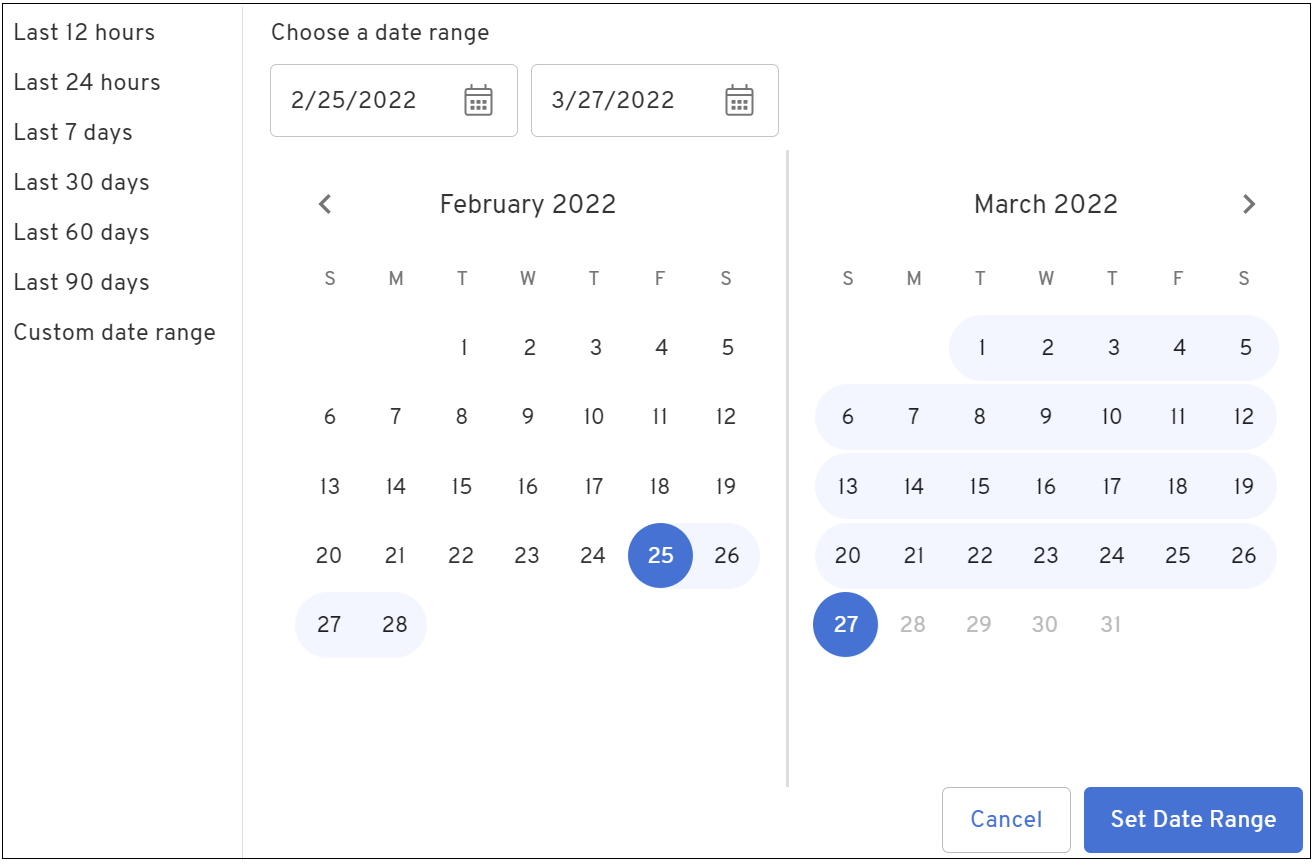 Last 12 hours
Last 24 hours
Last 7 days
Last 30 days
Last 60 days
Last 90 days
Custom date range
Choose a date range
2/25/2022 3/27/2022
February 2022
S M T W T F S
1 2 3 4 5
6 7 8 9 10 11 12
13 14 15 16 17 18 19
20 21 22 23 24 25 26
27 28
March 2022
S M T W T F S
1 2 3 4 5
6 7 8 9 10 11 12
13 14 15 16 17 18 19
20 21 22 23 24 25 26
27 28 29 30 31
Cancel Set Date Range